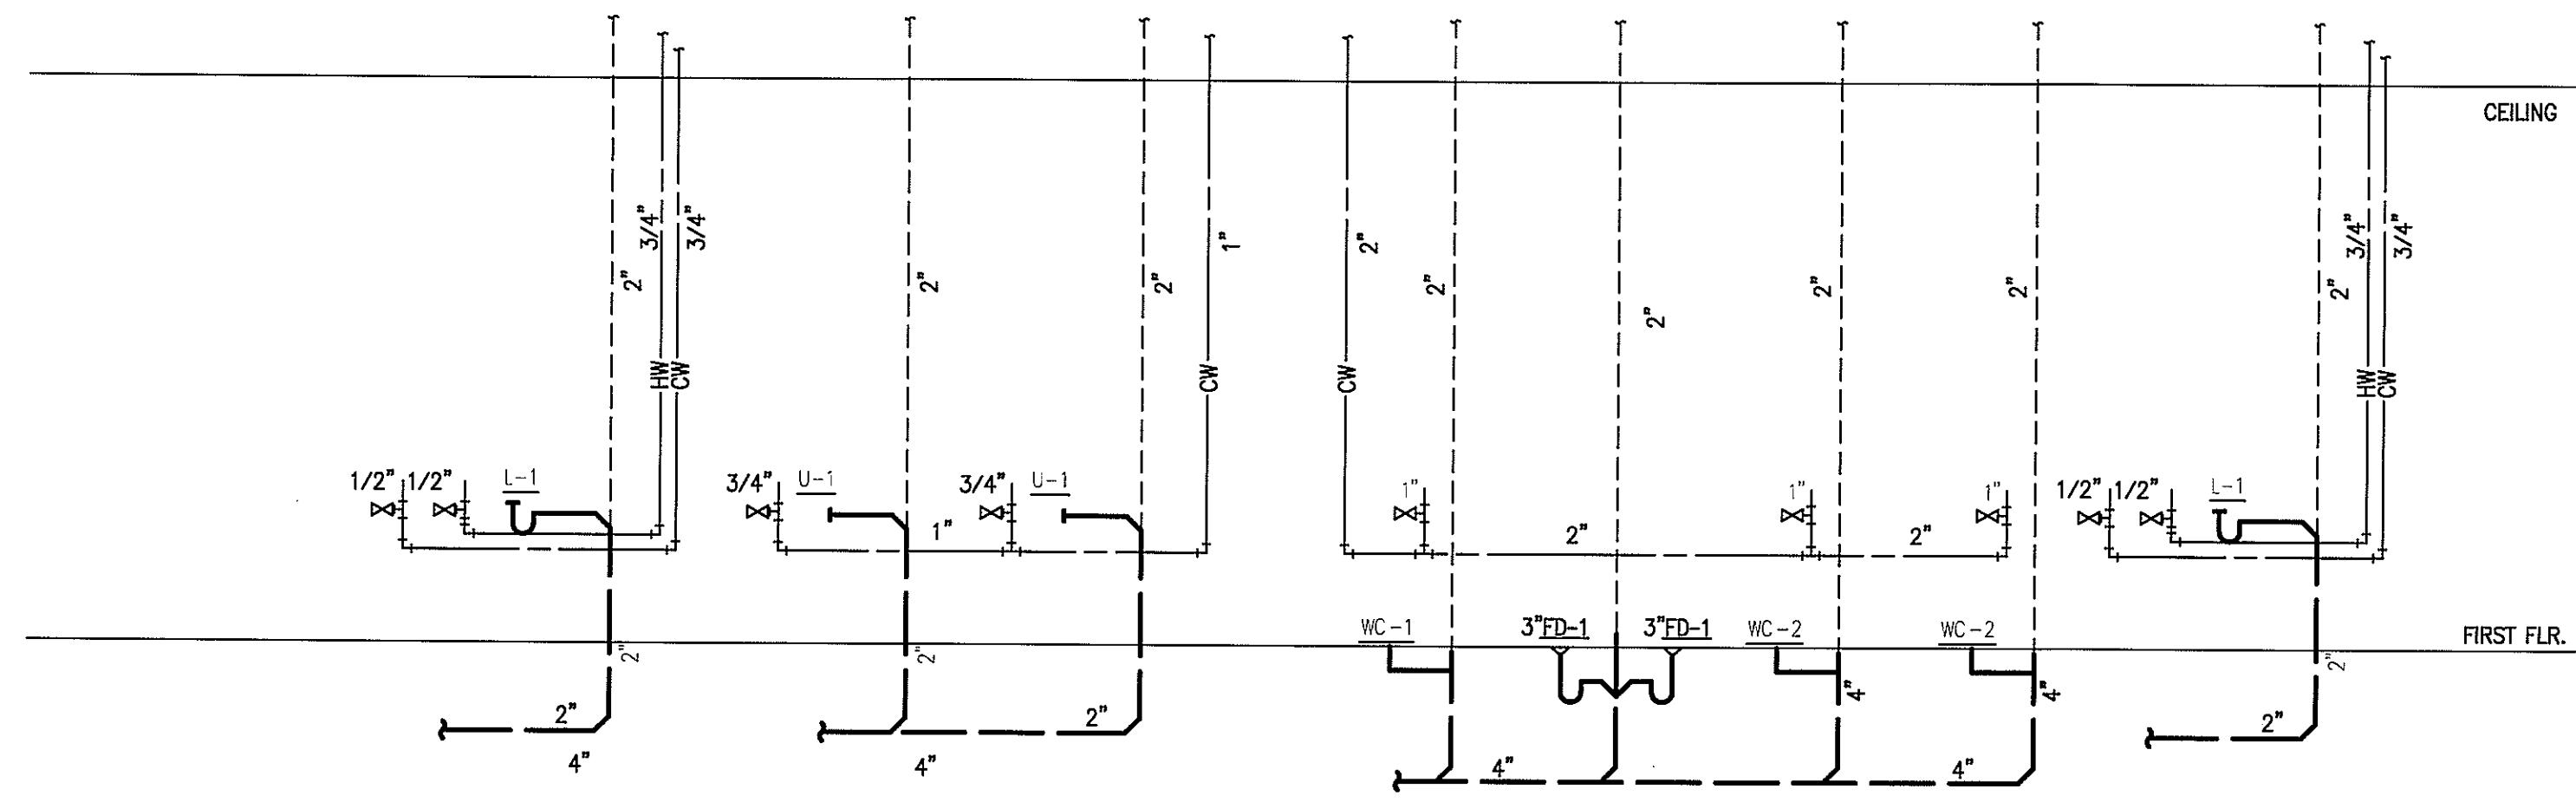 CEILING
3/4"
3/4"
2"
2"
2"
1"
2"
2"
2"
2"
2"
3/4"
3/4"
2"
HW
CW
CW
CW
HW
CW
1/2"
1/2"
L-1
3/4"
U-1
3/4"
U-1
1"
1"
1"
1/2"
1/2"
L-1
1"
2"
2"
FIRST FLR.
WC-1
3"FD-1
3"FD-1
WC-2
WC-2
2"
2"
2"
4"
4"
2"
2"
2"
4"
4"
4"
4"